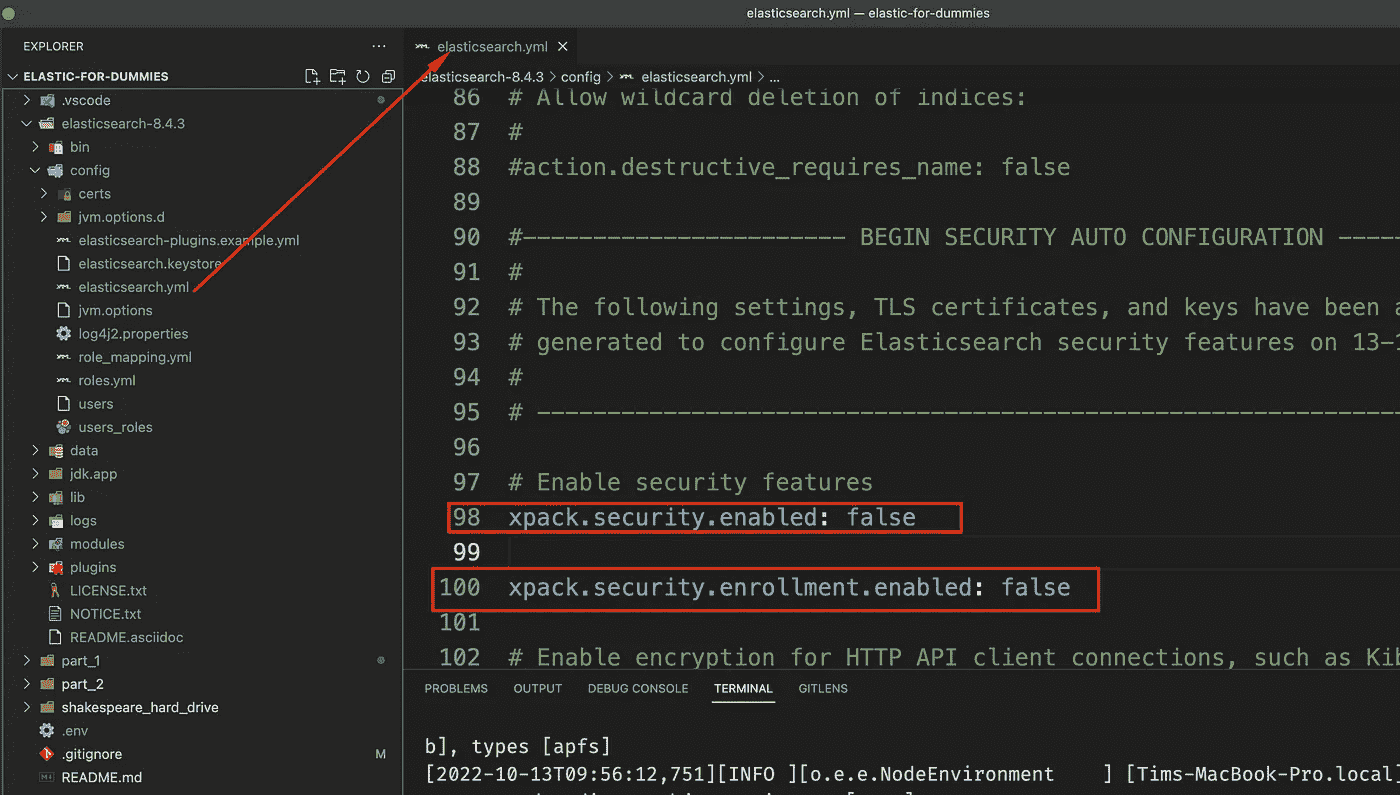 elasticsearch.yml — elastic-for-dummies
EXPLORER
ELASTIC-FOR-DUMMIES
.vscode
elasticsearch-8.4.3
bin
config
certs
jvm.options.d
elasticsearch-plugins.example.yml
elasticsearch.keystore
elasticsearch.yml
jvm.options
log4j2.properties
role_mapping.yml
roles.yml
users
users_roles
data
jdk.app
lib
logs
modules
plugins
LICENSE.txt
NOTICE.txt
README.asciidoc
part_1
part_2
shakespeare_hard_drive
.env
.gitignore M
README.md
elasticsearch.yml
elasticsearch-8.4.3 > config > elasticsearch.yml > ...
86 # Allow wildcard deletion of indices:
87 #
88 #action.destructive_requires_name: false
89
90 #----------------------- BEGIN SECURITY AUTO CONFIGURATION -----
91 #
92 # The following settings, TLS certificates, and keys have been a
93 # generated to configure Elasticsearch security features on 13-1
94 #
95 # --------------------------------------------------------------
96
97 # Enable security features
98 xpack.security.enabled: false
99
100 xpack.security.enrollment.enabled: false
101
102 # Enable encryption for HTTP API client connections, such as Kib
PROBLEMS OUTPUT DEBUG CONSOLE TERMINAL GITLENS
b], types [apfs]
[2022-10-13T09:56:12,751][INFO ][o.e.e.NodeEnvironment    ] [Tims-MacBook-Pro.local]